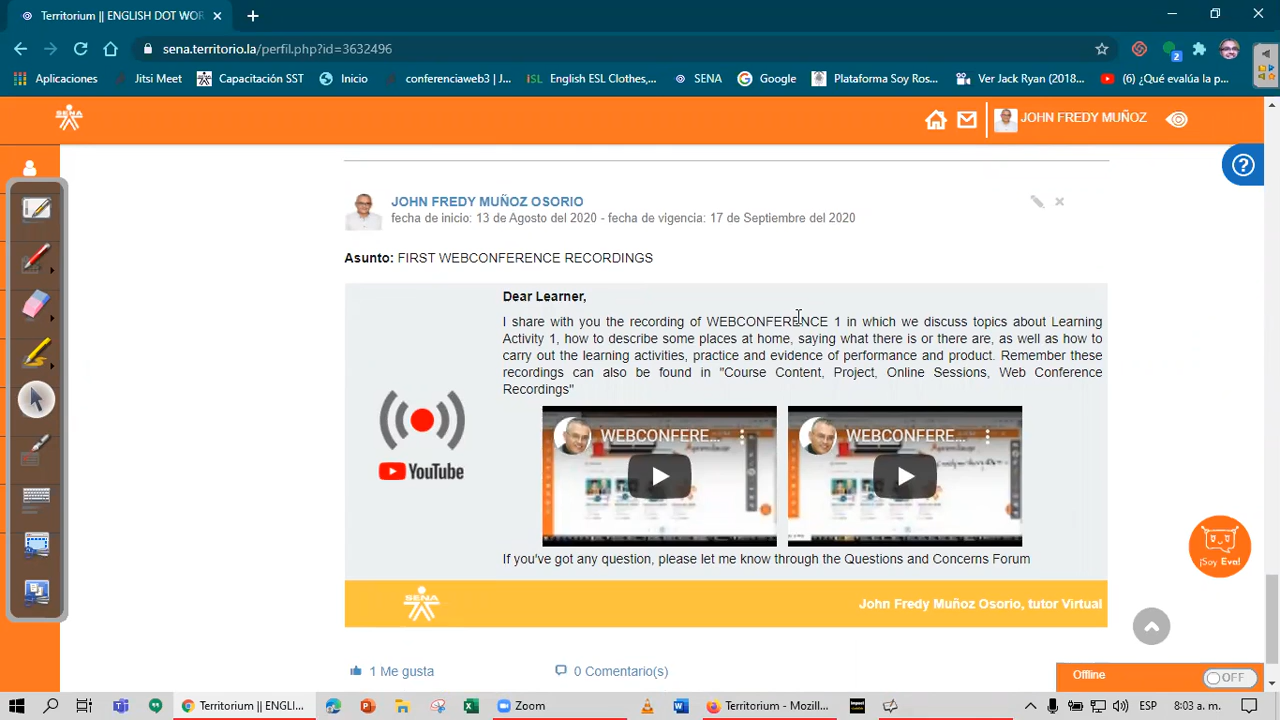 Territorium || ENGLISH DOT WOR
sena.territorio.la/perfil.php?id=3632496
2
Aplicaciones
Jitsi Meet
Capacitación SST
Inicio
conferenciaweb3 | J...
iSL English ESL Clothes,...
SENA
Google
Plataforma Soy Ros...
Ver Jack Ryan (2018...
(6) ¿Qué evalúa la p...
SENA
JOHN FREDY MUÑOZ
JOHN FREDY MUÑOZ OSORIO
fecha de inicio: 13 de Agosto del 2020 - fecha de vigencia: 17 de Septiembre del 2020
Asunto: FIRST WEBCONFERENCE RECORDINGS
Dear Learner,
I share with you the recording of WEBCONFERENCE 1 in which we discuss topics about Learning
Activity 1, how to describe some places at home, saying what there is or there are, as well as how to
carry out the learning activities, practice and evidence of performance and product. Remember these
recordings can also be found in "Course Content, Project, Online Sessions, Web Conference
Recordings"
WEBCONFERE...
WEBCONFERE...
YouTube
If you've got any question, please let me know through the Questions and Concerns Forum
SENA
John Fredy Muñoz Osorio, tutor Virtual
¡Soy Eva!
1 Me gusta
0 Comentario(s)
Offline
OFF
Territorium || ENGLI...
Zoom
Territorium - Mozill...
ESP
8:03 a. m.